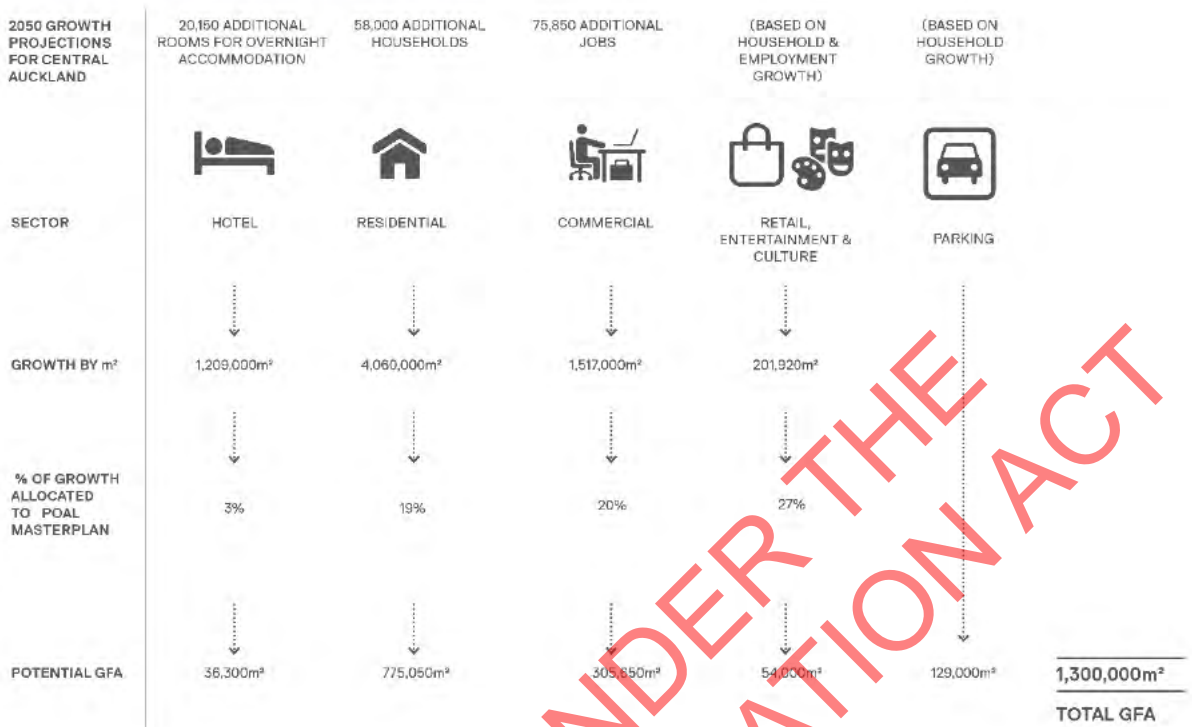 2050 GROWTH
PROJECTIONS
FOR CENTRAL
AUCKLAND
20,150 ADDITIONAL
ROOMS FOR OVERNIGHT
ACCOMMODATION
58,000 ADDITIONAL
HOUSEHOLDS
75,850 ADDITIONAL
JOBS
(BASED ON
HOUSEHOLD &
EMPLOYMENT
GROWTH)
(BASED ON
HOUSEHOLD
GROWTH)
SECTOR
HOTEL
RESIDENTIAL
COMMERCIAL
RETAIL,
ENTERTAINMENT &
CULTURE
PARKING
GROWTH BY m²
1,209,000m²
4,060,000m²
1,517,000m²
201,920m²
% OF GROWTH
ALLOCATED
TO POAL
MASTERPLAN
3%
19%
20%
27%
POTENTIAL GFA
36,300m²
775,050m²
305,650m²
54,000m²
129,000m²
1,300,000m²
TOTAL GFA
UNDER THE
ATION ACT